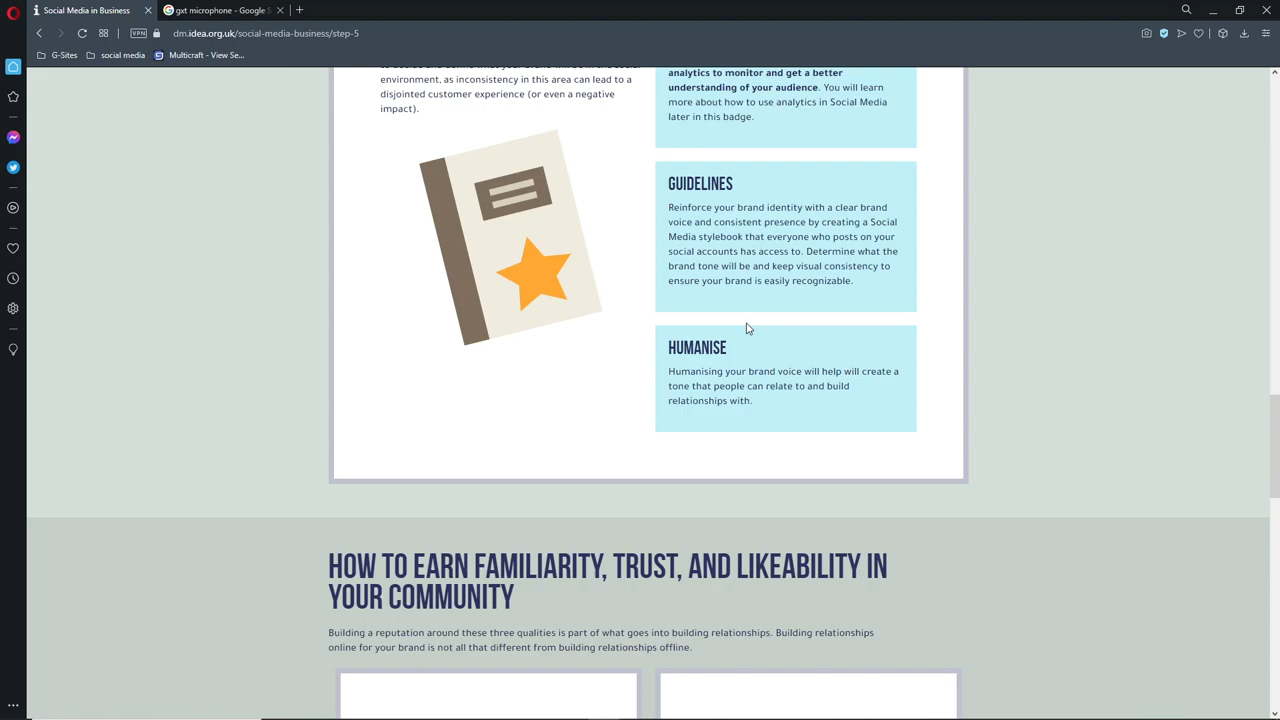 Social Media in Business
gxt microphone - Google S
VPN
dm.idea.org.uk/social-media-business/step-5
G-Sites
social media
Multicraft - View Se...
environment, as inconsistency in this area can lead to a
disjointed customer experience (or even a negative
impact).
analytics to monitor and get a better
understanding of your audience. You will learn
more about how to use analytics in Social Media
later in this badge.
GUIDELINES
Reinforce your brand identity with a clear brand
voice and consistent presence by creating a Social
Media stylebook that everyone who posts on your
social accounts has access to. Determine what the
brand tone will be and keep visual consistency to
ensure your brand is easily recognizable.
HUMANISE
Humanising your brand voice will help will create a
tone that people can relate to and build
relationships with.
HOW TO EARN FAMILIARITY, TRUST, AND LIKEABILITY IN
YOUR COMMUNITY
Building a reputation around these three qualities is part of what goes into building relationships. Building relationships
online for your brand is not all that different from building relationships offline.